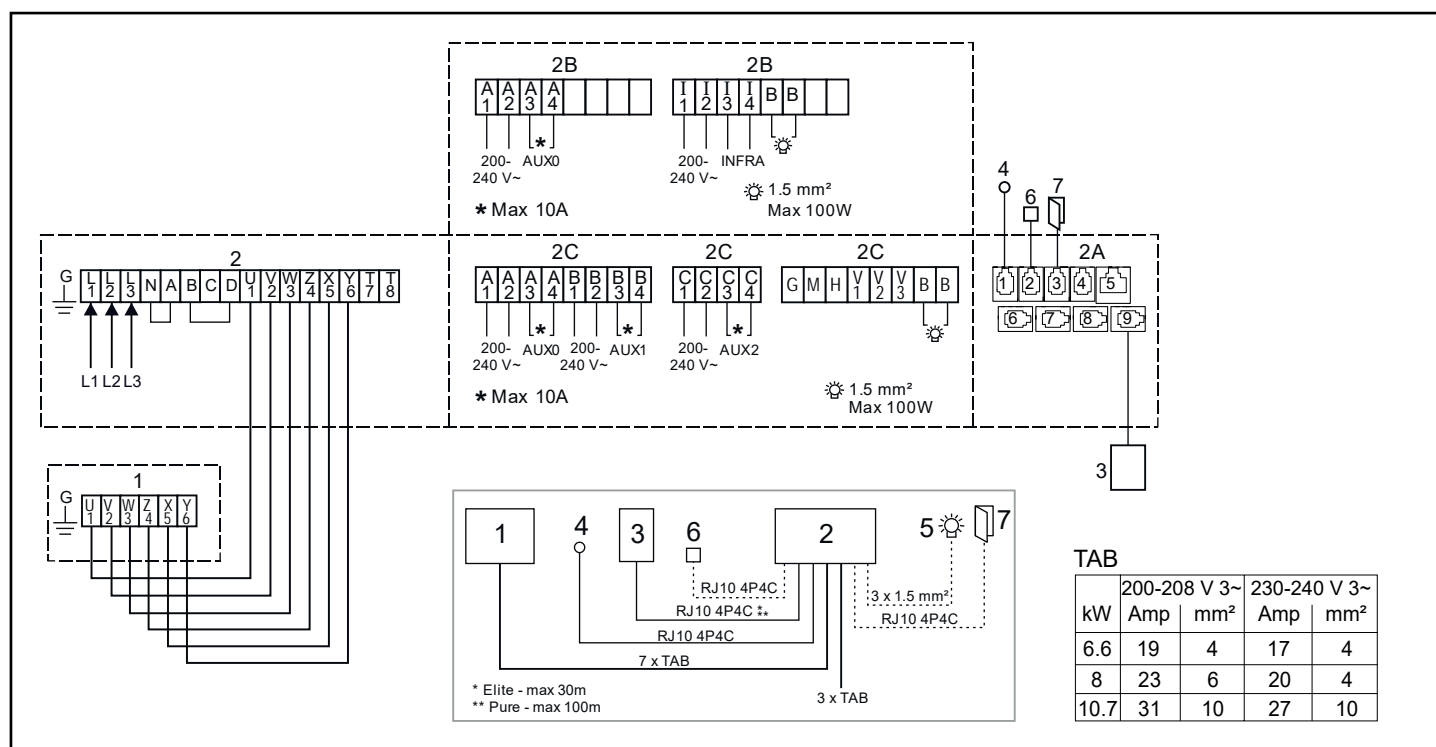 2B
A1 A2 A3 A4
* 
200-240 V~ AUX0
* Max 10A
2B
I1 I2 I3 I4 B B
200-240 V~ INFRA
1.5 mm²
Max 100W
2
G L1 L2 L3 N A B C D U1 V2 W3 Z4 X5 Y6 T7 T8
L1 L2 L3
2C
A1 A2 A3 A4 B1 B2 B3 B4
* *
200-240 V~ AUX0 200-240 V~ AUX1
* Max 10A
2C
C1 C2 C3 C4
*
200-240 V~ AUX2
2C
G M H V1 V2 V3 B B
1.5 mm²
Max 100W
4 6 7
2A
1 2 3 4 5
6 7 8 9
3
1
G U1 V2 W3 Z4 X5 Y6
1 4 3 6 2 5 7
RJ10 4P4C
3 x 1.5 mm²
RJ10 4P4C * **
RJ10 4P4C
RJ10 4P4C
7 x TAB
3 x TAB
* Elite - max 30m
** Pure - max 100m
TAB
200-208 V 3~ 230-240 V 3~
kW Amp mm² Amp mm²
6.6 19 4 17 4
8 23 6 20 4
10.7 31 10 27 10